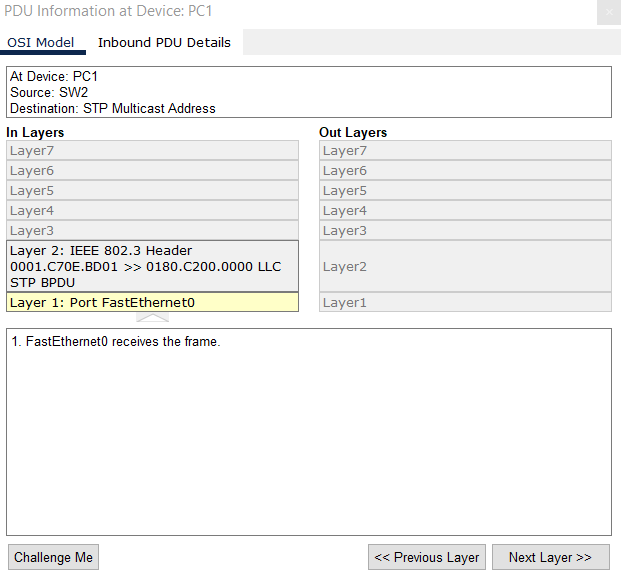 PDU Information at Device: PC1
OSI Model Inbound PDU Details
At Device: PC1
Source: SW2
Destination: STP Multicast Address
In Layers Out Layers
Layer7 Layer7
Layer6 Layer6
Layer5 Layer5
Layer4 Layer4
Layer3 Layer3
Layer 2: IEEE 802.3 Header
0001.C70E.BD01 >> 0180.C200.0000 LLC
STP BPDU
Layer2
Layer 1: Port FastEthernet0 Layer1
1. FastEthernet0 receives the frame.
Challenge Me << Previous Layer Next Layer >>